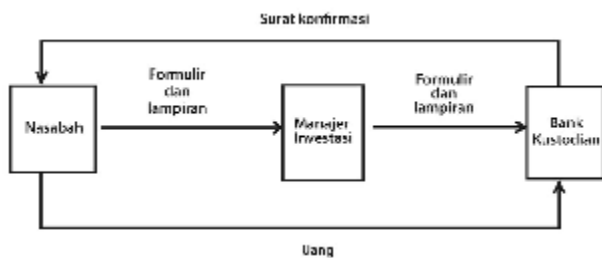 Surat konfirmasi
Formulir
dan
lampiran
Formulir
dan
lampiran
Nasabah
Manajer
Investasi
Bank
Kustodian
Uang